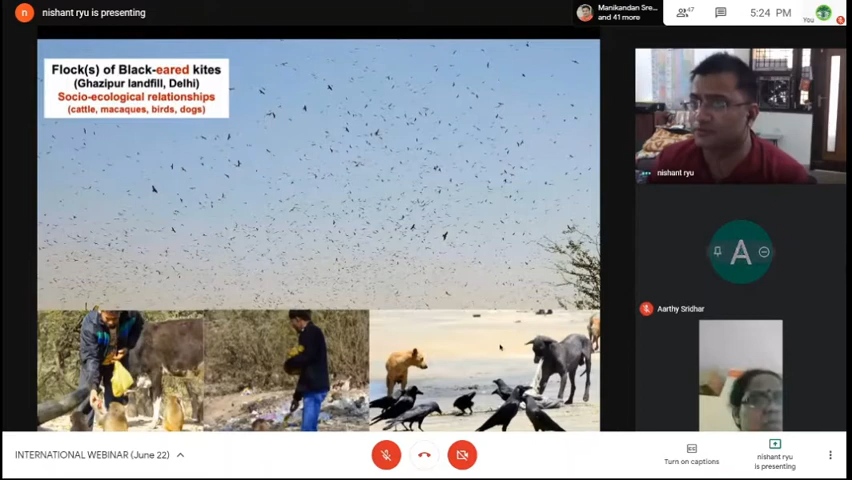 n
nishant ryu is presenting
Manikandan Sre...
and 41 more
47
5:24 PM
You
Flock(s) of Black-eared kites
(Ghazipur landfill, Delhi)
Socio-ecological relationships
(cattle, macaques, birds, dogs)
nishant ryu
A
Aarthy Sridhar
INTERNATIONAL WEBINAR (June 22)
Turn on captions
nishant ryu
is presenting